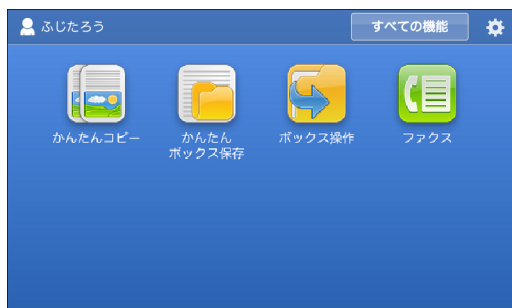 ふじたろう
すべての機能
かんたんコピー
かんたん
ボックス保存
ボックス操作
ファクス